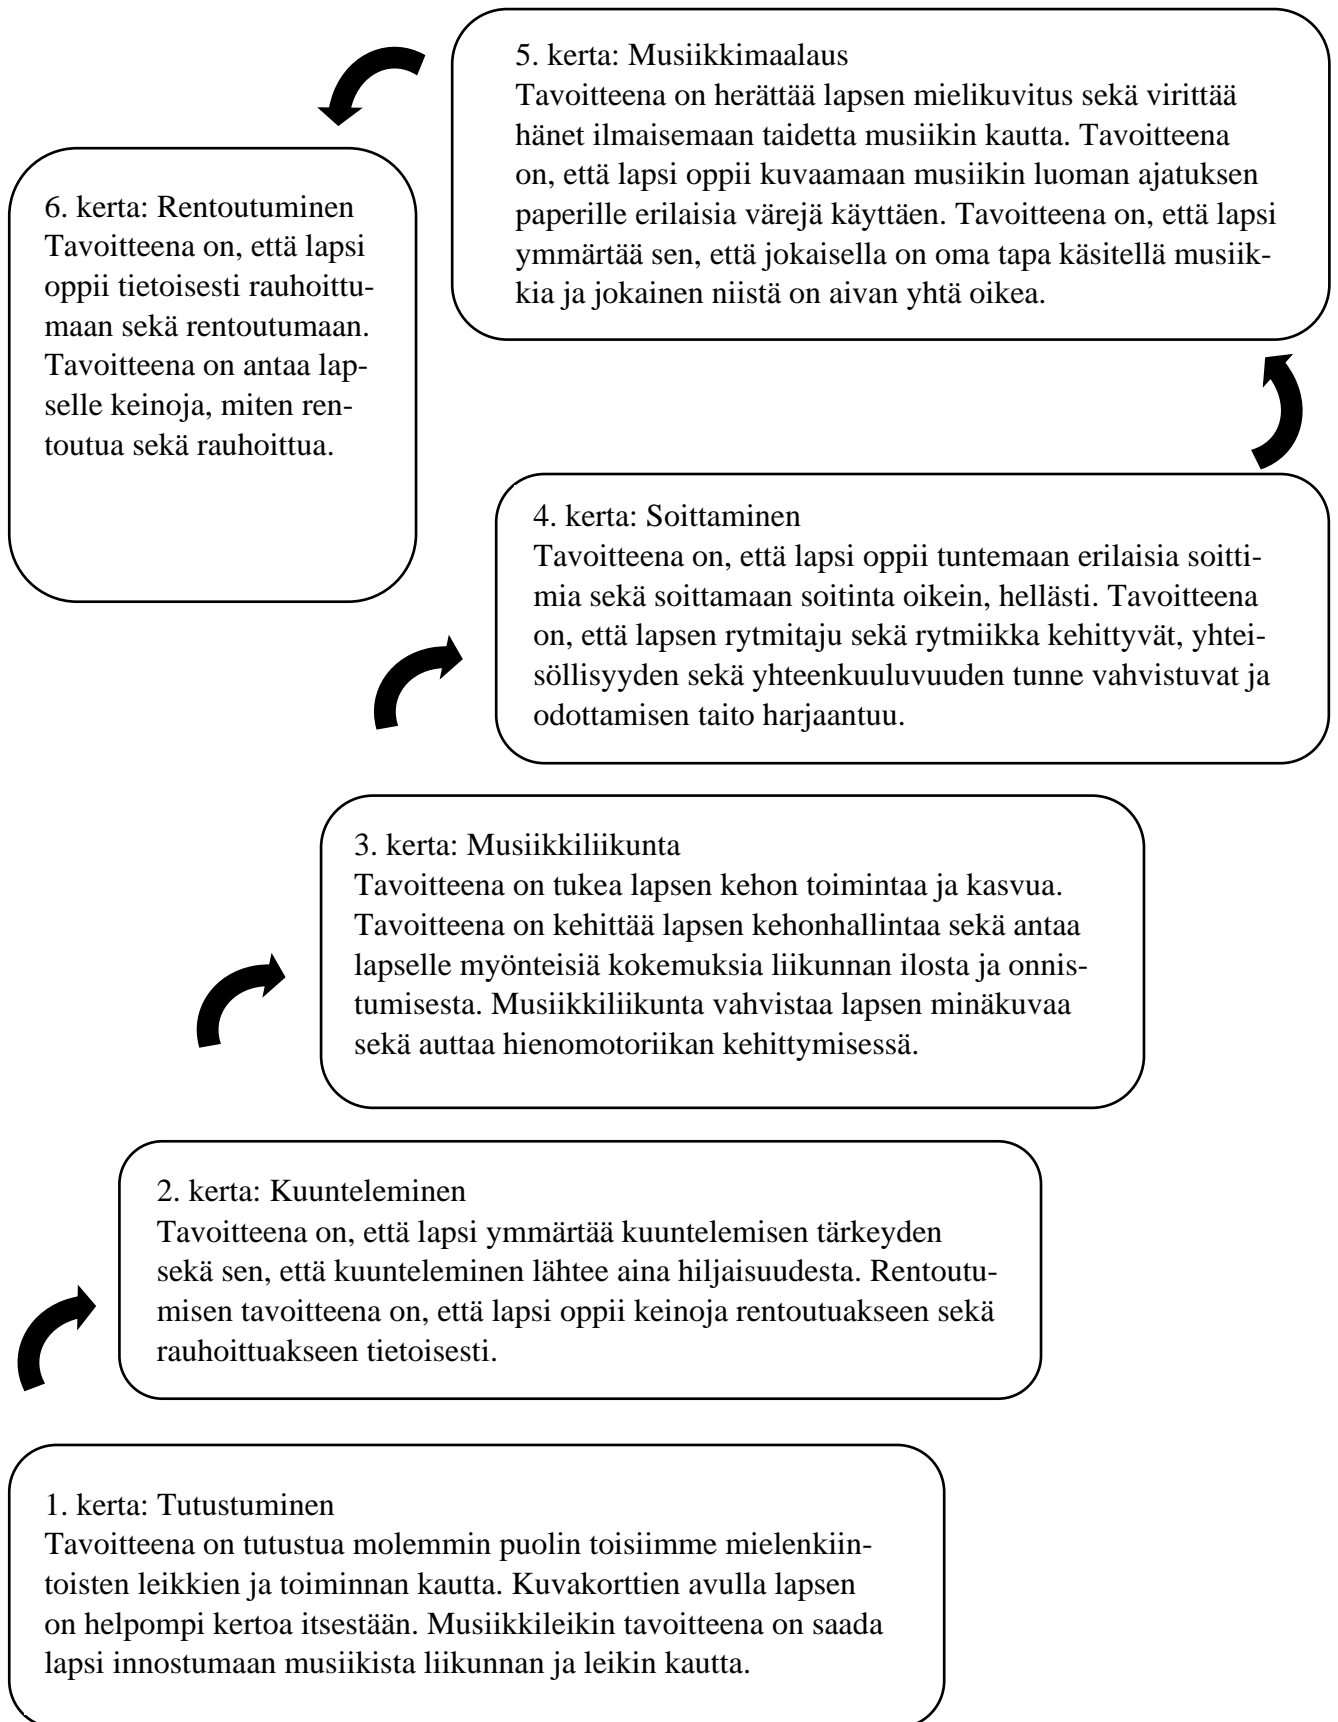 5. kerta: Musiikkimaalaus
Tavoitteena on herättää lapsen mielikuvitus sekä virittää
hänet ilmaisemaan taidetta musiikin kautta. Tavoitteena
on, että lapsi oppii kuvaamaan musiikin luoman ajatuksen
paperille erilaisia värejä käyttäen. Tavoitteena on, että lapsi
ymmärtää sen, että jokaisella on oma tapa käsitellä musiik-
kia ja jokainen niistä on aivan yhtä oikea.
6. kerta: Rentoutuminen
Tavoitteena on, että lapsi
oppii tietoisesti rauhoittu-
maan sekä rentoutumaan.
Tavoitteena on antaa lap-
selle keinoja, miten ren-
toutua sekä rauhoittua.
4. kerta: Soittaminen
Tavoitteena on, että lapsi oppii tuntemaan erilaisia soitti-
mia sekä soittamaan soitinta oikein, hellästi. Tavoitteena
on, että lapsen rytmitaju sekä rytmiikka kehittyvät, yhtei-
söllisyyden sekä yhteenkuuluvuuden tunne vahvistuvat ja
odottamisen taito harjaantuu.
3. kerta: Musiikkiliikunta
Tavoitteena on tukea lapsen kehon toimintaa ja kasvua.
Tavoitteena on kehittää lapsen kehonhallintaa sekä antaa
lapselle myönteisiä kokemuksia liikunnan ilosta ja onnis-
tumisesta. Musiikkiliikunta vahvistaa lapsen minäkuvaa
sekä auttaa hienomotoriikan kehittymisessä.
2. kerta: Kuunteleminen
Tavoitteena on, että lapsi ymmärtää kuuntelemisen tärkeyden
sekä sen, että kuunteleminen lähtee aina hiljaisuudesta. Rentoutu-
misen tavoitteena on, että lapsi oppii keinoja rentoutuakseen sekä
rauhoittuakseen tietoisesti.
1. kerta: Tutustuminen
Tavoitteena on tutustua molemmin puolin toisiimme mielenkiin-
toisten leikkien ja toiminnan kautta. Kuvakorttien avulla lapsen
on helpompi kertoa itsestään. Musiikkileikin tavoitteena on saada
lapsi innostumaan musiikista liikunnan ja leikin kautta.